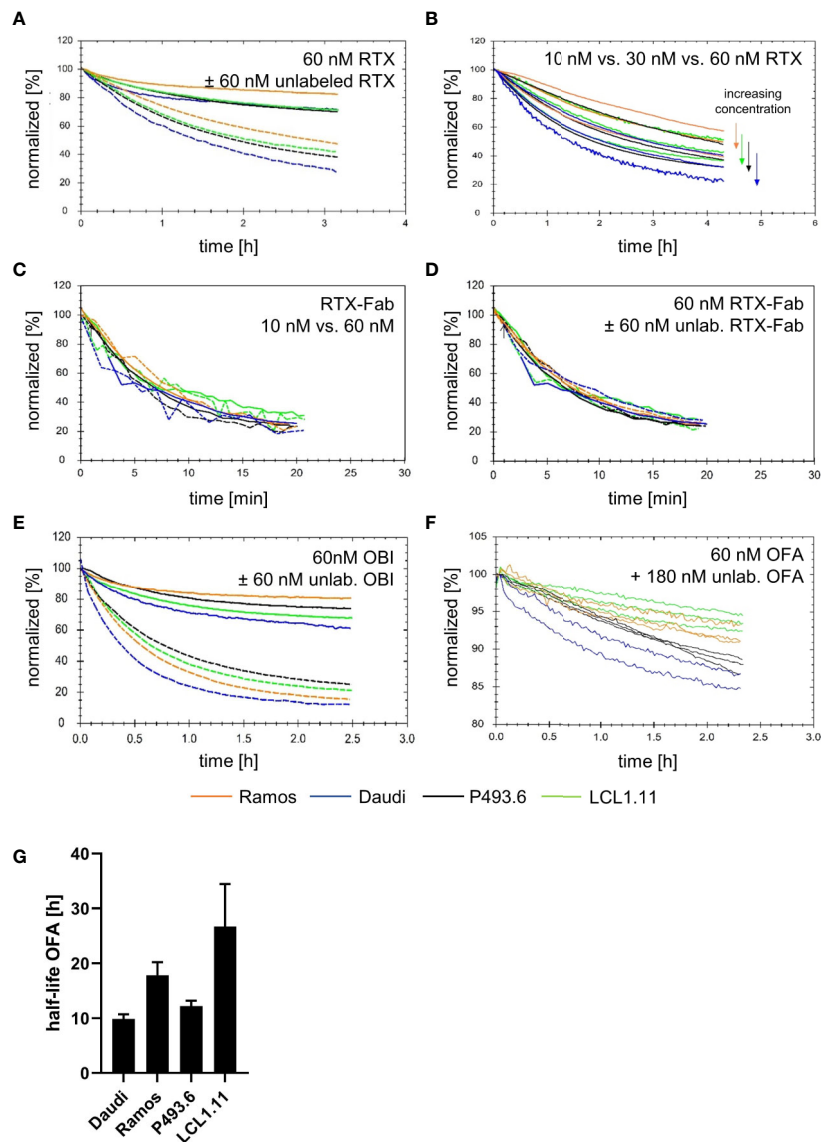 A
120
100
80
60
40
20
0
0
1
2
3
4
normalized [%]
time [h]
60 nM RTX
± 60 nM unlabeled RTX
B
120
100
80
60
40
20
0
0
1
2
3
4
5
6
normalized [%]
time [h]
10 nM vs. 30 nM vs. 60 nM RTX
increasing
concentration
C
120
100
80
60
40
20
0
0
5
10
15
20
25
30
normalized [%]
time [min]
RTX-Fab
10 nM vs. 60 nM
D
120
100
80
60
40
20
0
0
5
10
15
20
25
30
normalized [%]
time [min]
60 nM RTX-Fab
± 60 nM unlab. RTX-Fab
E
120
100
80
60
40
20
0
0.0
0.5
1.0
1.5
2.0
2.5
3.0
normalized [%]
time [h]
60nM OBI
± 60 nM unlab. OBI
F
105
100
95
90
85
80
0.0
0.5
1.0
1.5
2.0
2.5
3.0
normalized [%]
time [h]
60 nM OFA
+ 180 nM unlab. OFA
Ramos
Daudi
P493.6
LCL1.11
G
40
30
20
10
0
half-life OFA [h]
Daudi
Ramos
P493.6
LCL1.11